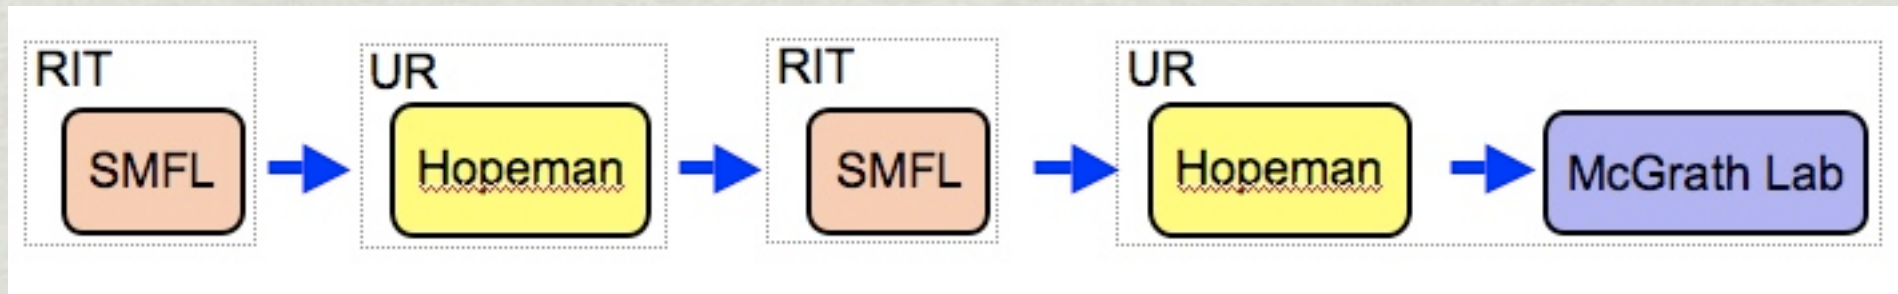 RIT
SMFL
UR
Hopeman
RIT
SMFL
UR
Hopeman
McGrath Lab